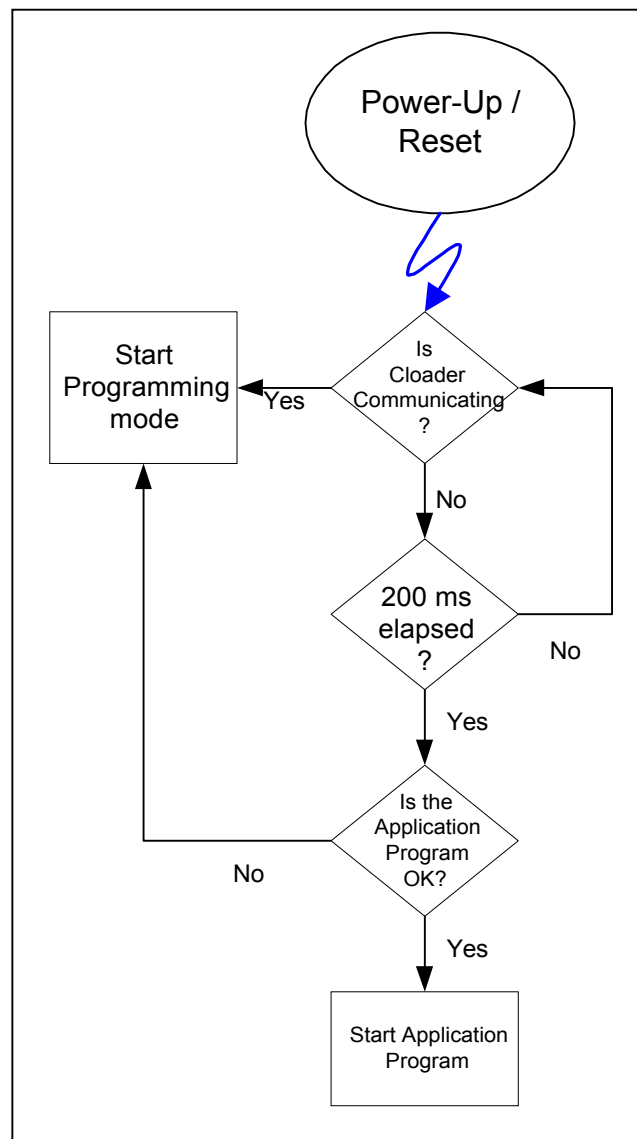 Power-Up /
Reset
Start
Programming
mode
Is
Cloader
Communicating
?
Yes
No
200 ms
elapsed
?
No
Yes
Is the
Application
Program
OK?
No
Yes
Start Application
Program